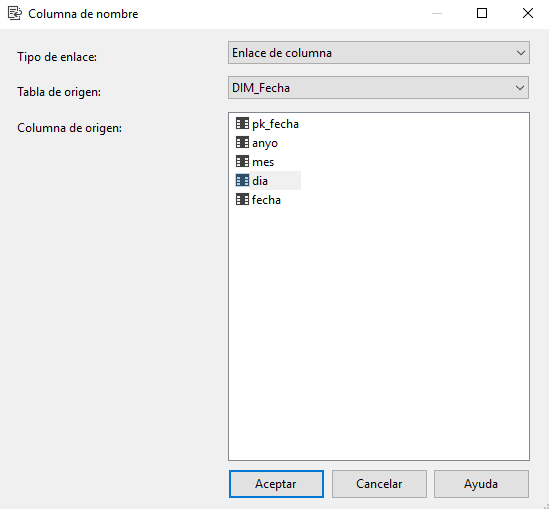 Columna de nombre
Tipo de enlace:
Enlace de columna
Tabla de origen:
DIM_Fecha
Columna de origen:
pk_fecha
anyo
mes
dia
fecha
Aceptar
Cancelar
Ayuda